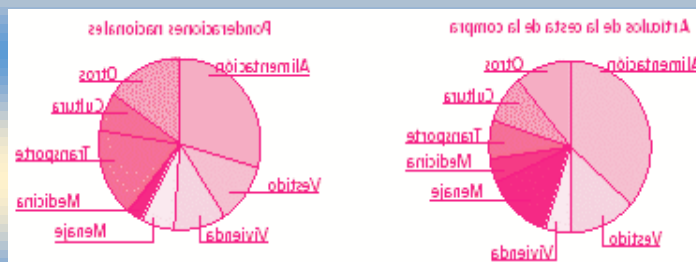 Ponderaciones nacionales
Alimentación
Vestido
Vivienda
Menaje
Medicina
Transporte
Cultura
Otros
Artículos de la cesta de la compra
Alimentación
Vestido
Vivienda
Menaje
Medicina
Transporte
Cultura
Otros